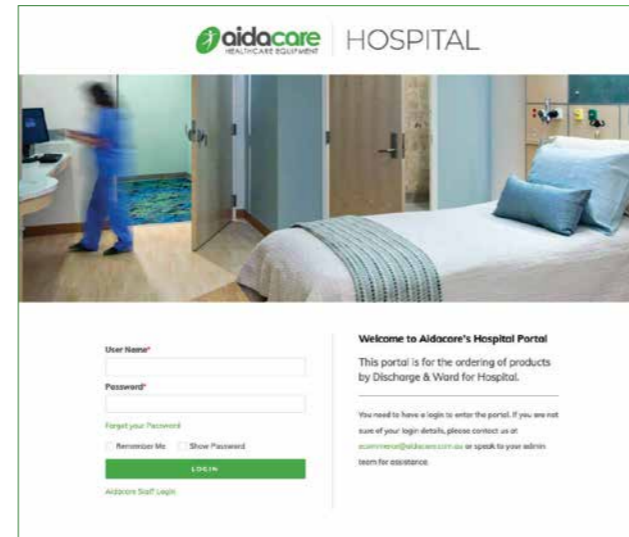 aidacare
HEALTHCARE EQUIPMENT
HOSPITAL
User Name*
Password*
Forgot your Password
Remember Me Show Password
LOGIN
Aidacare Staff Login
Welcome to Aidacare's Hospital Portal
This portal is for the ordering of products
by Discharge & Ward for Hospital.
You need to have a login to enter the portal. If you are not
sure of your login details, please contact us at
ecommerce@aidacare.com.au or speak to your admin
team for assistance.